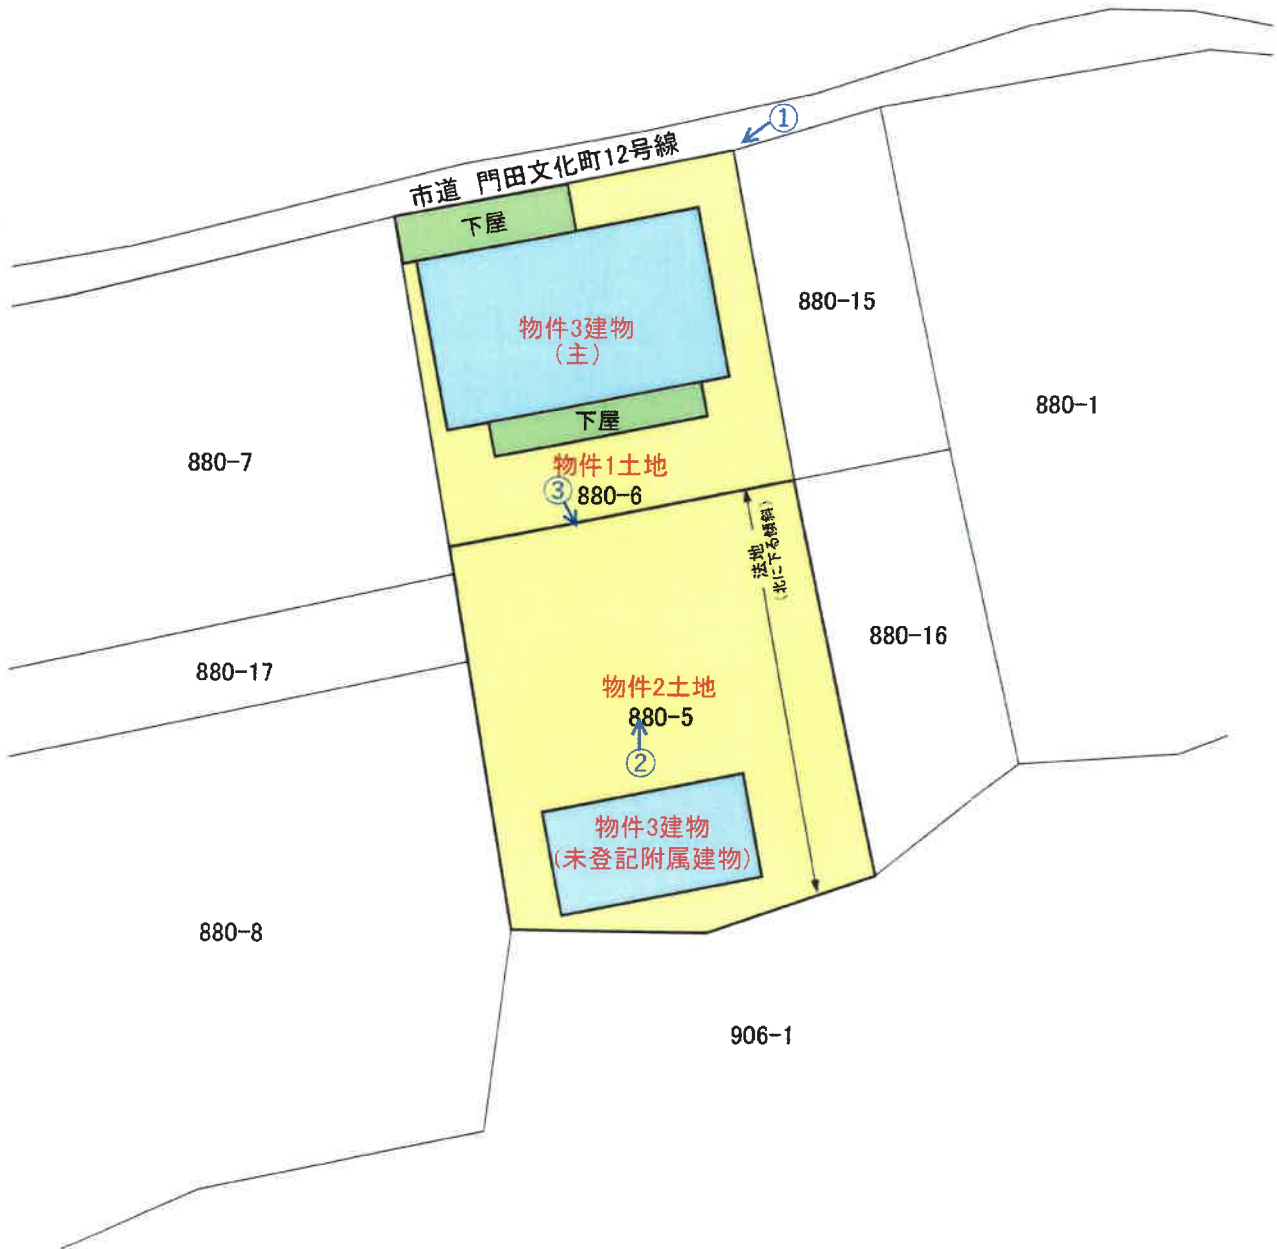 ①
市道 門田文化町12号線
下屋
880-15
物件3建物
(主)
880-1
下屋
880-7
物件1土地
③
880-6
法地
(北に下る傾斜)
880-16
880-17
物件2土地
880-5
②
物件3建物
(未登記附属建物)
880-8
906-1